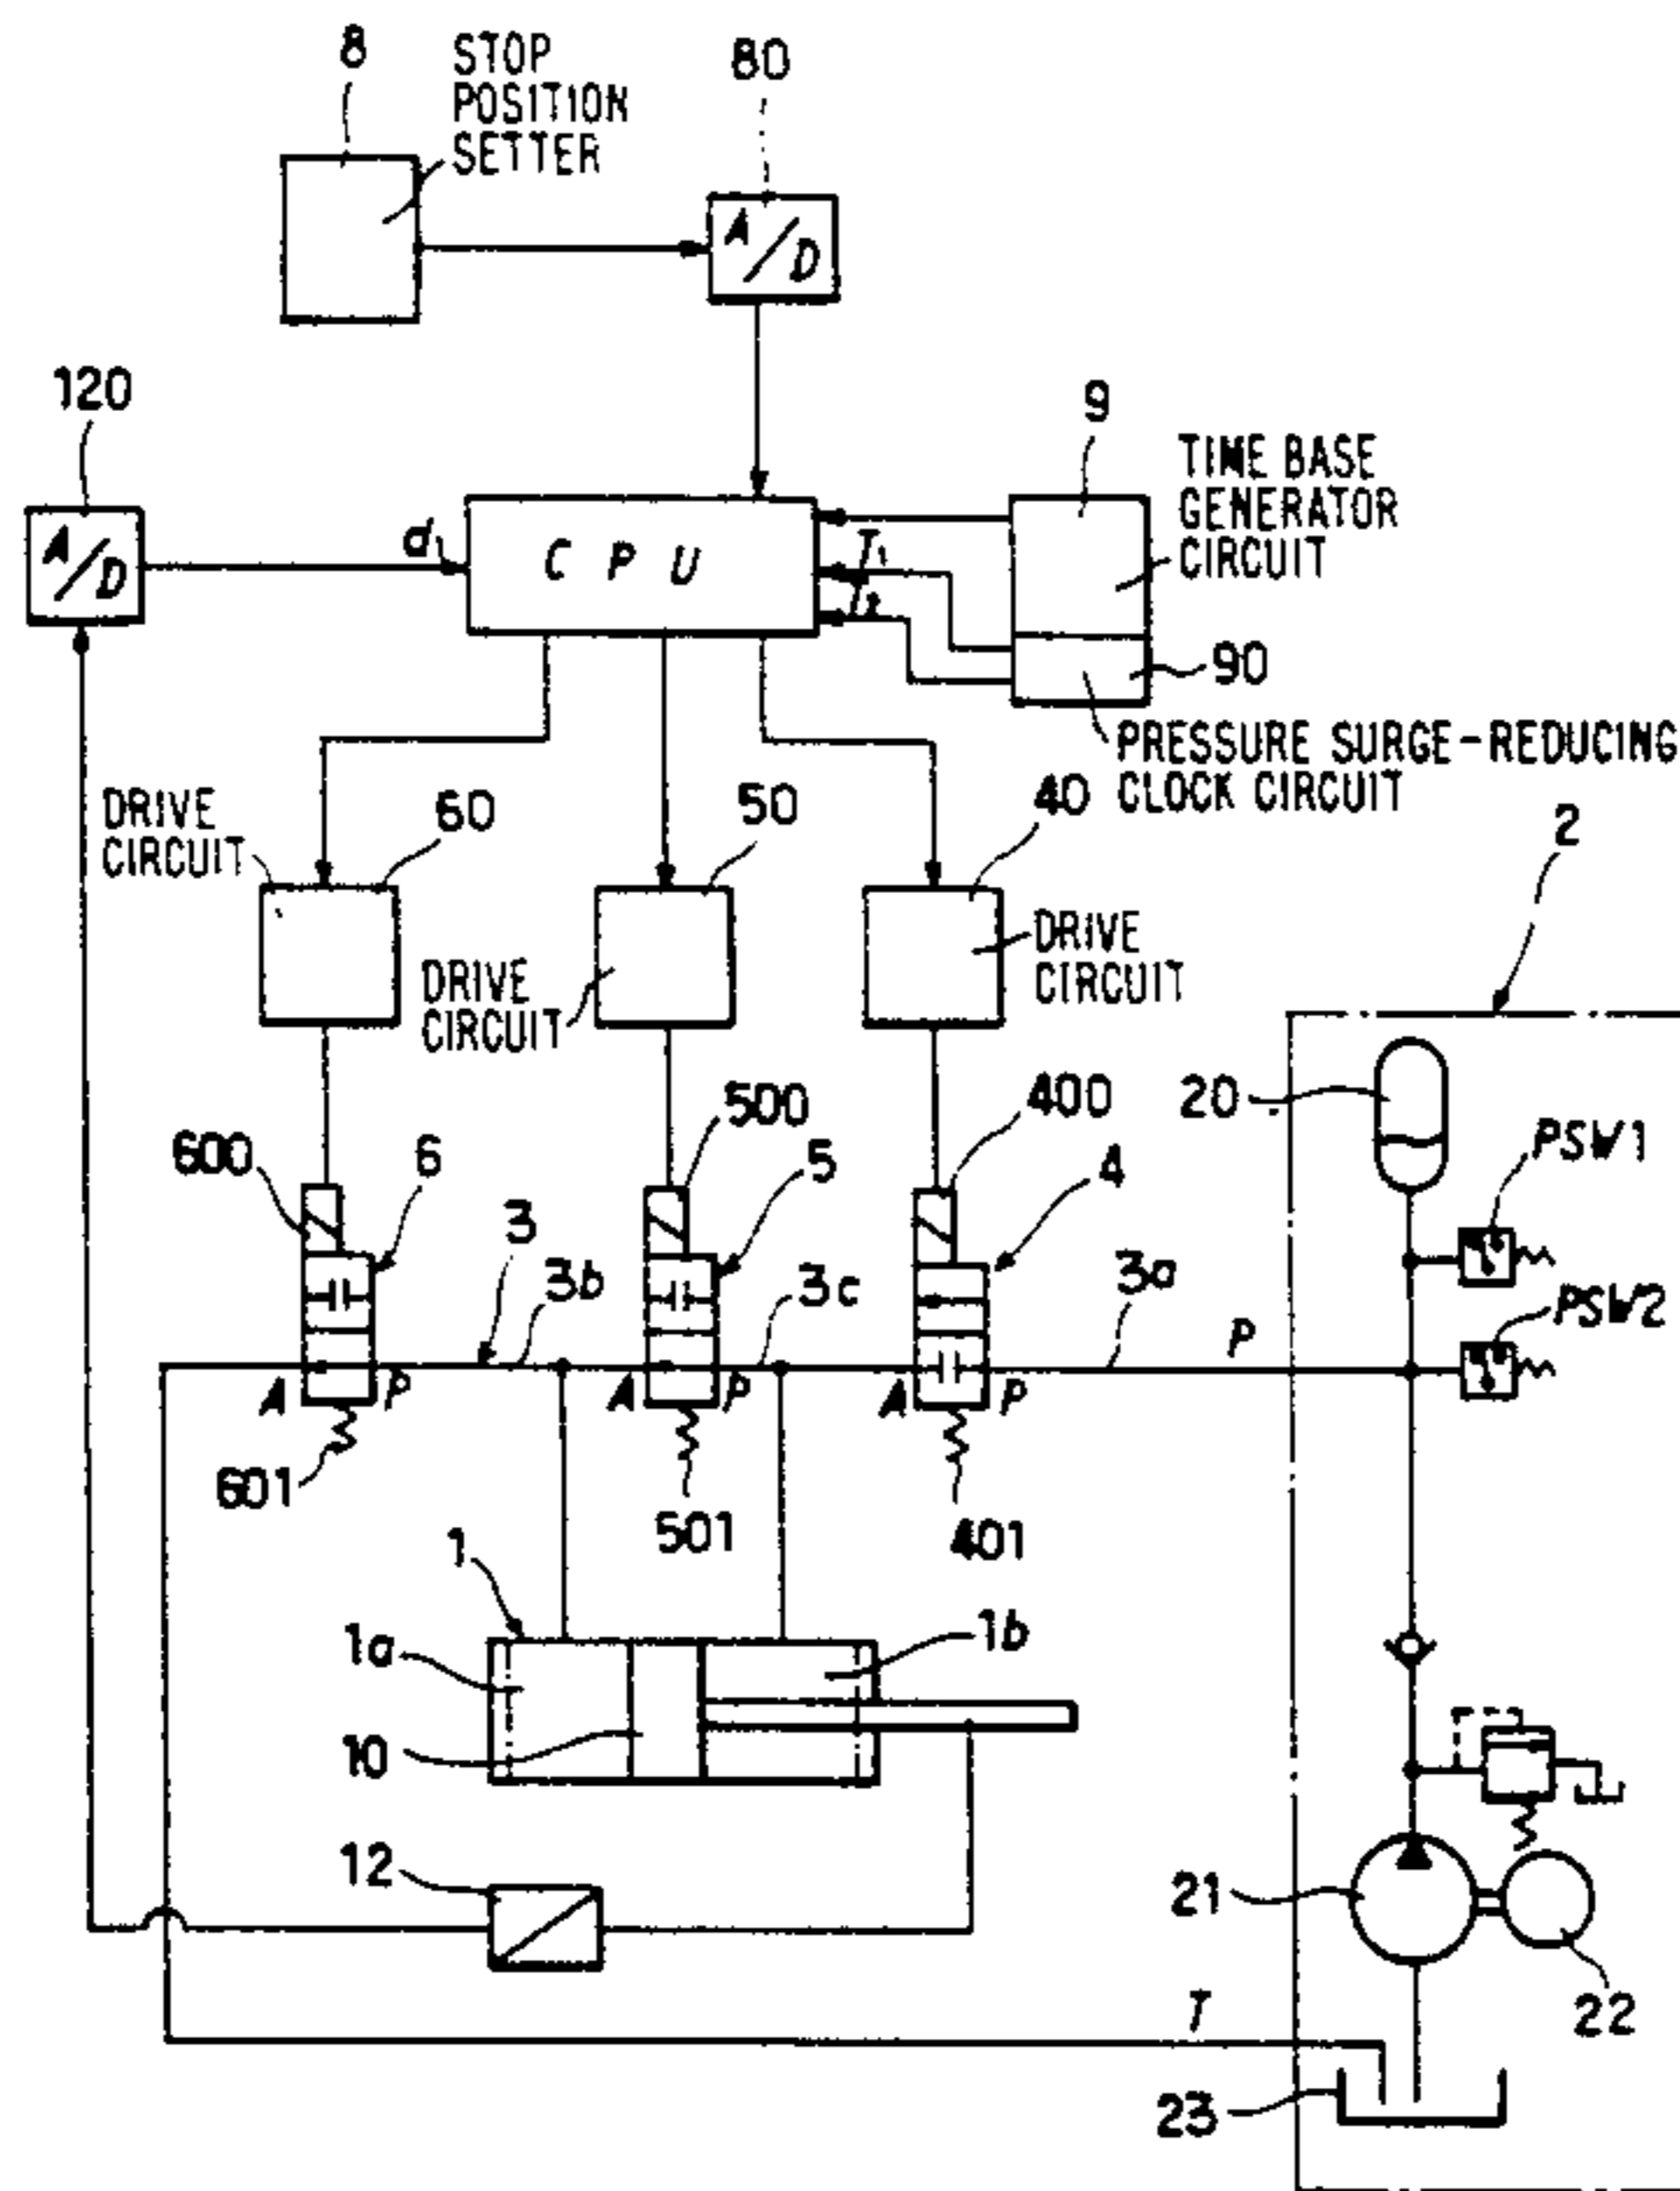 8
STOP
POSITION
SETTER
80
A/D
120
A/D
d
CPU
T1
T2
9
TIME BASE
GENERATOR
CIRCUIT
90
PRESSURE SURGE-REDUCING
CLOCK CIRCUIT
DRIVE
CIRCUIT
60
50
40
2
DRIVE
CIRCUIT
DRIVE
CIRCUIT
20
PSW1
PSW2
600
6
500
5
400
4
3
3b
3c
3a
P
A
P
A
P
A
P
601
501
401
1
1a
1b
10
12
21
22
T
23